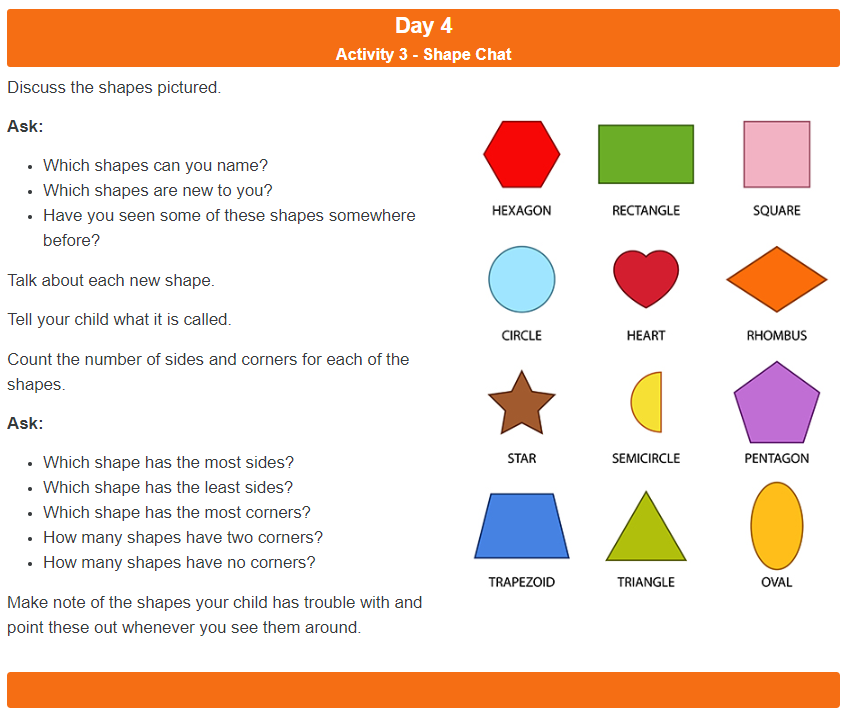 Day 4
Activity 3 - Shape Chat
Discuss the shapes pictured.
Ask:
Which shapes can you name?
Which shapes are new to you?
Have you seen some of these shapes somewhere
before?
Talk about each new shape.
Tell your child what it is called.
Count the number of sides and corners for each of the
shapes.
Ask:
Which shape has the most sides?
Which shape has the least sides?
Which shape has the most corners?
How many shapes have two corners?
How many shapes have no corners?
Make note of the shapes your child has trouble with and
point these out whenever you see them around.
HEXAGON
RECTANGLE
SQUARE
CIRCLE
HEART
RHOMBUS
STAR
SEMICIRCLE
PENTAGON
TRAPEZOID
TRIANGLE
OVAL